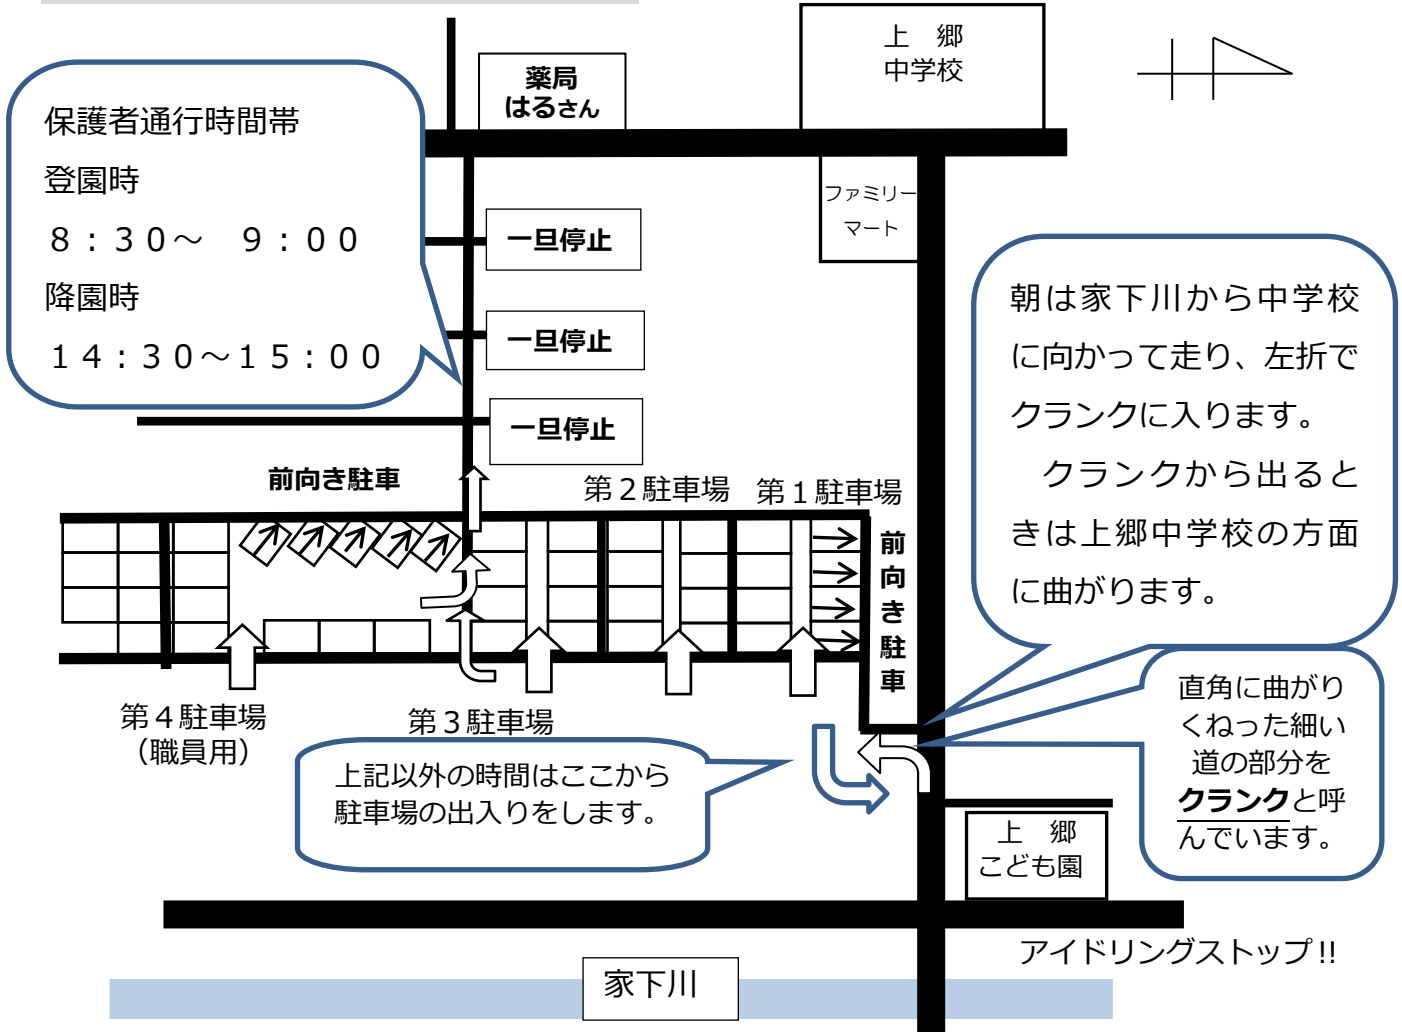 上　郷
中学校
薬局
はるさん
保護者通行時間帯
登園時
８：３０～　９：００
降園時
１４：３０～１５：００
ファミリー
マート
一旦停止
一旦停止
一旦停止
朝は家下川から中学校
に向かって走り、左折で
クランクに入ります。
　クランクから出ると
きは上郷中学校の方面
に曲がります。
前向き駐車
第２駐車場
第１駐車場
前向き駐車
第４駐車場
（職員用）
第３駐車場
直角に曲がり
くねった細い
道の部分を
クランクと呼
んでいます。
上記以外の時間はここから
駐車場の出入りをします。
上　郷
こども園
アイドリングストップ!!
家下川